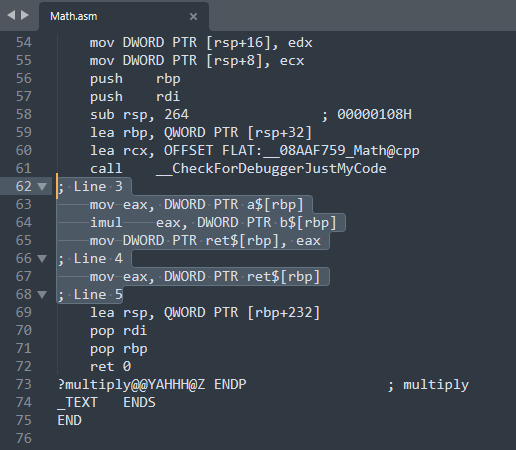 Math.asm ×
54 mov DWORD PTR [rsp+16], edx
55 mov DWORD PTR [rsp+8], ecx
56 push rbp
57 push rdi
58 sub rsp, 264 ; 00000108H
59 lea rbp, QWORD PTR [rsp+32]
60 lea rcx, OFFSET FLAT:__08AAF759_Math@cpp
61 call __CheckForDebuggerJustMyCode
62 ; Line 3
63 mov eax, DWORD PTR a$[rbp]
64 imul eax, DWORD PTR b$[rbp]
65 mov DWORD PTR ret$[rbp], eax
66 ; Line 4
67 mov eax, DWORD PTR ret$[rbp]
68 ; Line 5
69 lea rsp, QWORD PTR [rbp+232]
70 pop rdi
71 pop rbp
72 ret 0
73 ?multiply@@YAHHH@Z ENDP ; multiply
74 _TEXT ENDS
75 END
76